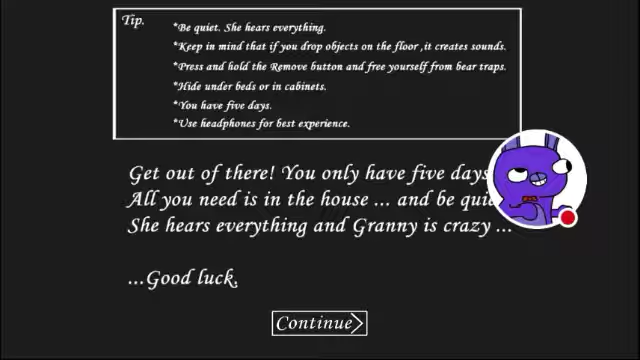 Tip.
*Be quiet. She hears everything.
*Keep in mind that if you drop objects on the floor ,it creates sounds.
*Press and hold the Remove button and free yourself from bear traps.
*Hide under beds or in cabinets.
*You have five days.
*Use headphones for best experience.
Get out of there! You only have five days
All you need is in the house ... and be
She hears everything and Granny is crazy ...
...Good luck.
Continue